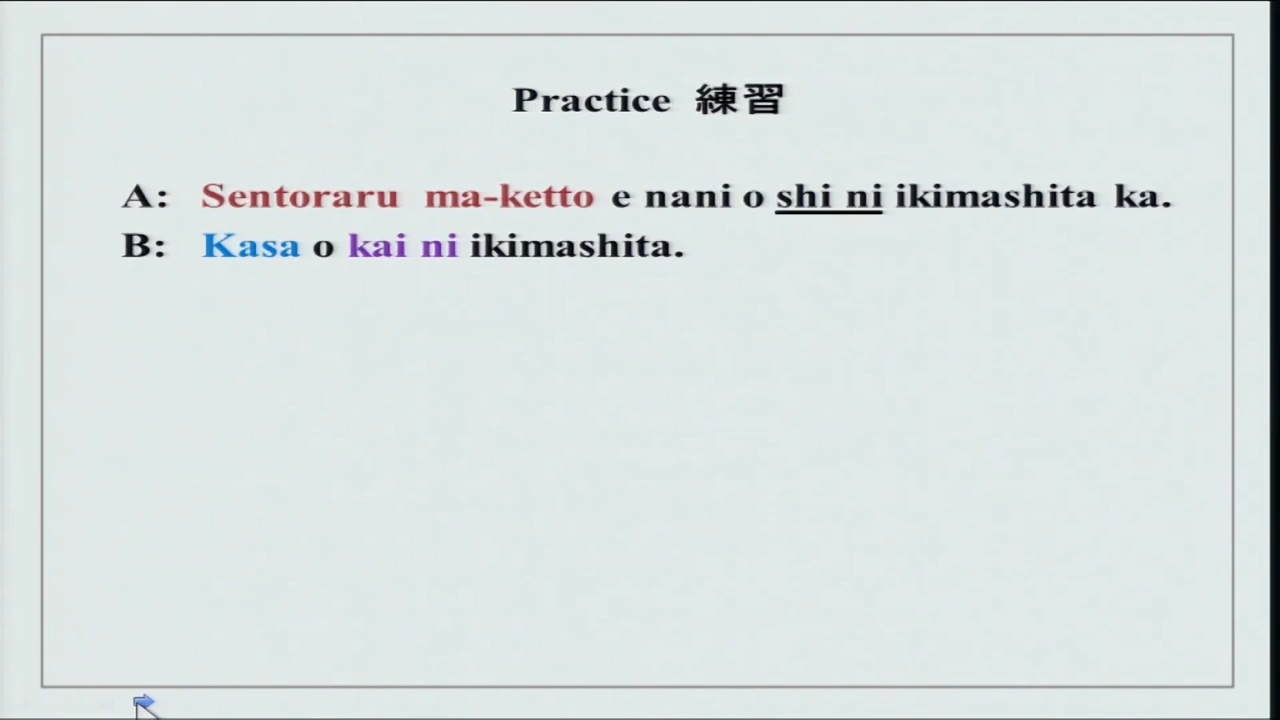 Practice 練習
A: Sentoraru ma-ketto e nani o shi ni ikimashita ka.
B: Kasa o kai ni ikimashita.